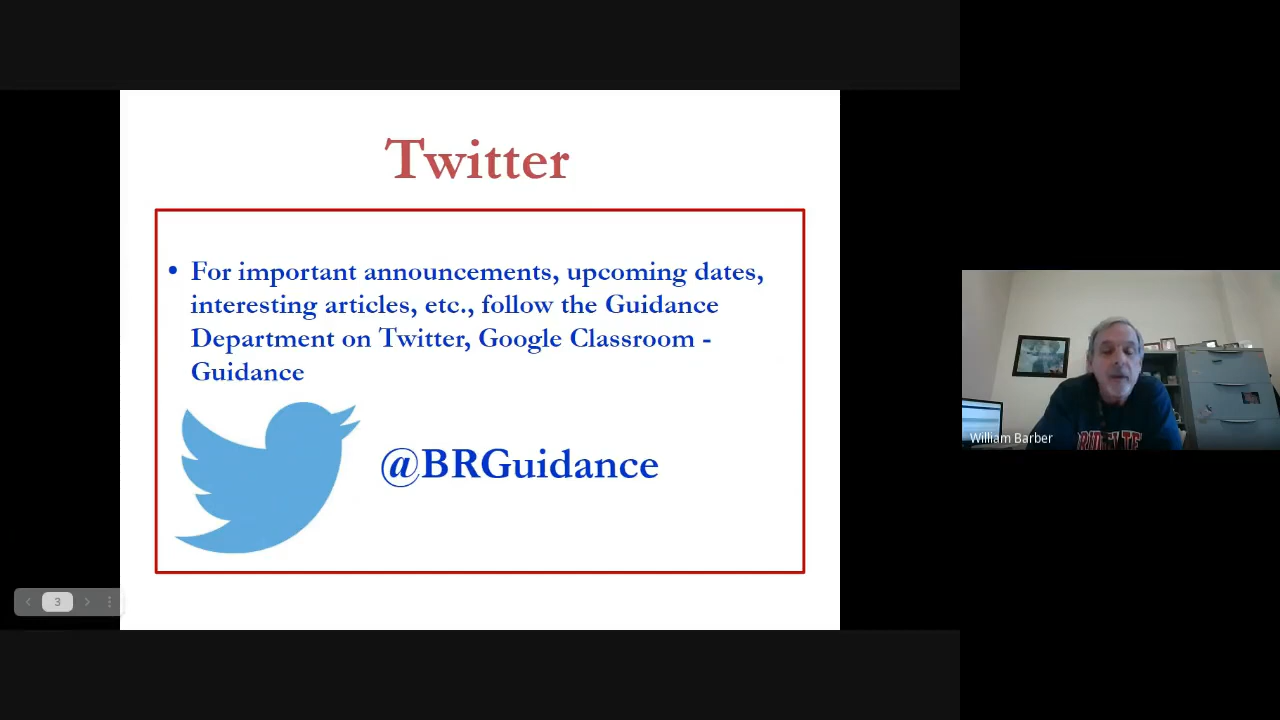 Twitter
• For important announcements, upcoming dates,
interesting articles, etc., follow the Guidance
Department on Twitter, Google Classroom -
Guidance
@BRGuidance
William Barber
3